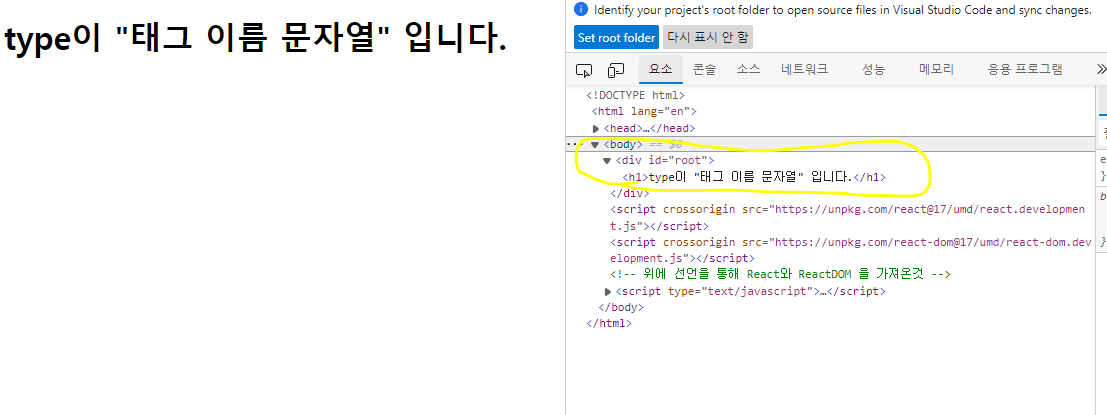 type이 "태그 이름 문자열" 입니다.
Identify your project's root folder to open source files in Visual Studio Code and sync changes.
Set root folder 다시 표시 안 함
요소 콘솔 소스 네트워크 성능 메모리 응용 프로그램
<!DOCTYPE html>
<html lang="en">
<head>…</head>
<body> == $0
<div id="root">
<h1>type이 "태그 이름 문자열" 입니다.</h1>
</div>
<script crossorigin src="https://unpkg.com/react@17/umd/react.developmen
t.js"></script>
<script crossorigin src="https://unpkg.com/react-dom@17/umd/react-dom.dev
elopment.js"></script>
<!-- 위에 선언을 통해 React와 ReactDOM 을 가져온것 -->
<script type="text/javascript">…</script>
</body>
</html>